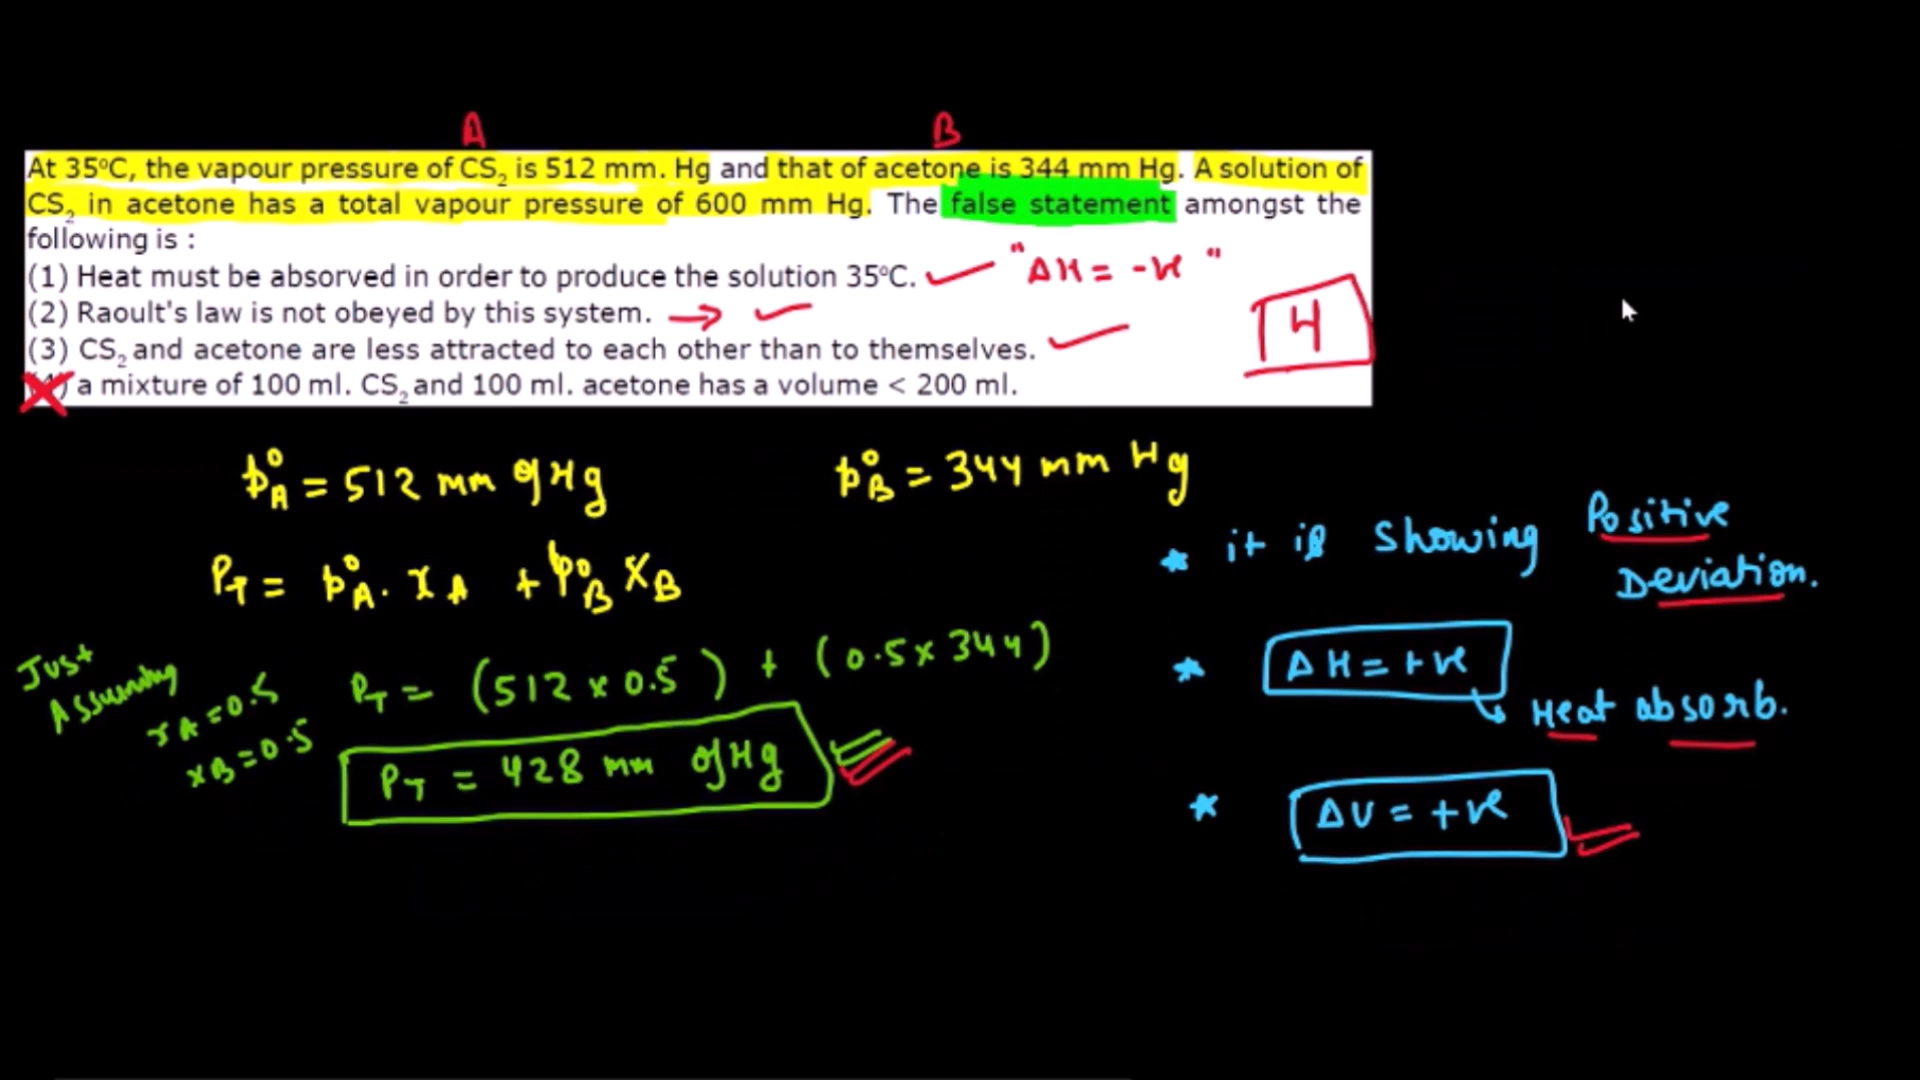 A B
At 35°C, the vapour pressure of CS₂ is 512 mm. Hg and that of acetone is 344 mm Hg. A solution of
CS₂ in acetone has a total vapour pressure of 600 mm Hg. The false statement amongst the
following is :
(1) Heat must be absorved in order to produce the solution 35°C. "ΔH = -ve"
(2) Raoult's law is not obeyed by this system. →
(3) CS₂ and acetone are less attracted to each other than to themselves.
4
(4) a mixture of 100 ml. CS₂ and 100 ml. acetone has a volume < 200 ml.
p°A = 512 mm of Hg p°B = 344 mm Hg
PT = p°A · xA + p°B xB
Just Assuming
xA = 0.5
xB = 0.5
PT = (512 × 0.5) + (0.5 × 344)
PT = 428 mm of Hg
* it is showing Positive
Deviation.
* ΔH = +ve
Heat absorb.
* ΔV = +ve